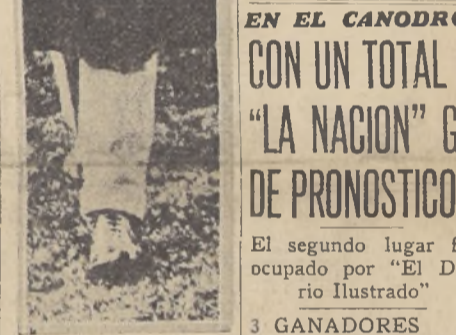 EN EL CANODR
CON UN TOTAL
“LA NACION” G
DE PRONOSTICO
El segundo lugar f
ocupado por “El D
rio Ilustrado”
3 GANADORES